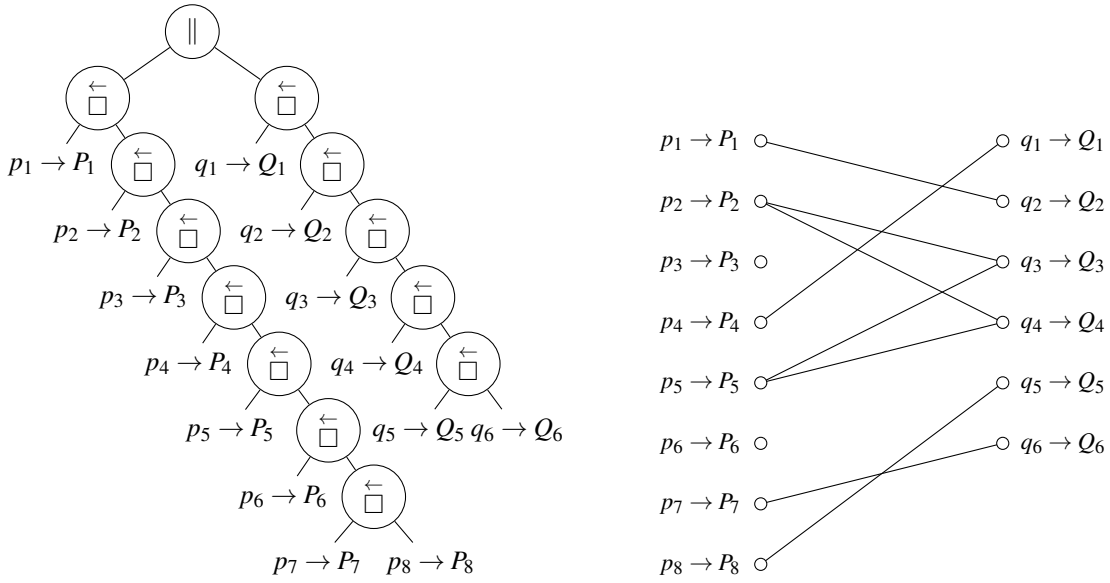 ||
←
□
←
□
p₁ → P₁
←
□
q₁ → Q₁
←
□
p₂ → P₂
←
□
q₂ → Q₂
←
□
p₃ → P₃
←
□
q₃ → Q₃
←
□
p₄ → P₄
←
□
q₄ → Q₄
←
□
p₅ → P₅
←
□
q₅ → Q₅ q₆ → Q₆
p₆ → P₆
←
□
p₇ → P₇ p₈ → P₈
p₁ → P₁
p₂ → P₂
p₃ → P₃
p₄ → P₄
p₅ → P₅
p₆ → P₆
p₇ → P₇
p₈ → P₈
q₁ → Q₁
q₂ → Q₂
q₃ → Q₃
q₄ → Q₄
q₅ → Q₅
q₆ → Q₆